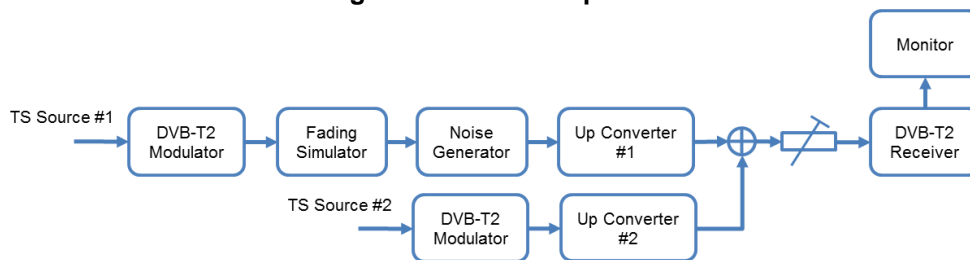 Monitor
TS Source #1
DVB-T2
Modulator
Fading
Simulator
Noise
Generator
Up Converter
#1
DVB-T2
Receiver
TS Source #2
DVB-T2
Modulator
Up Converter
#2